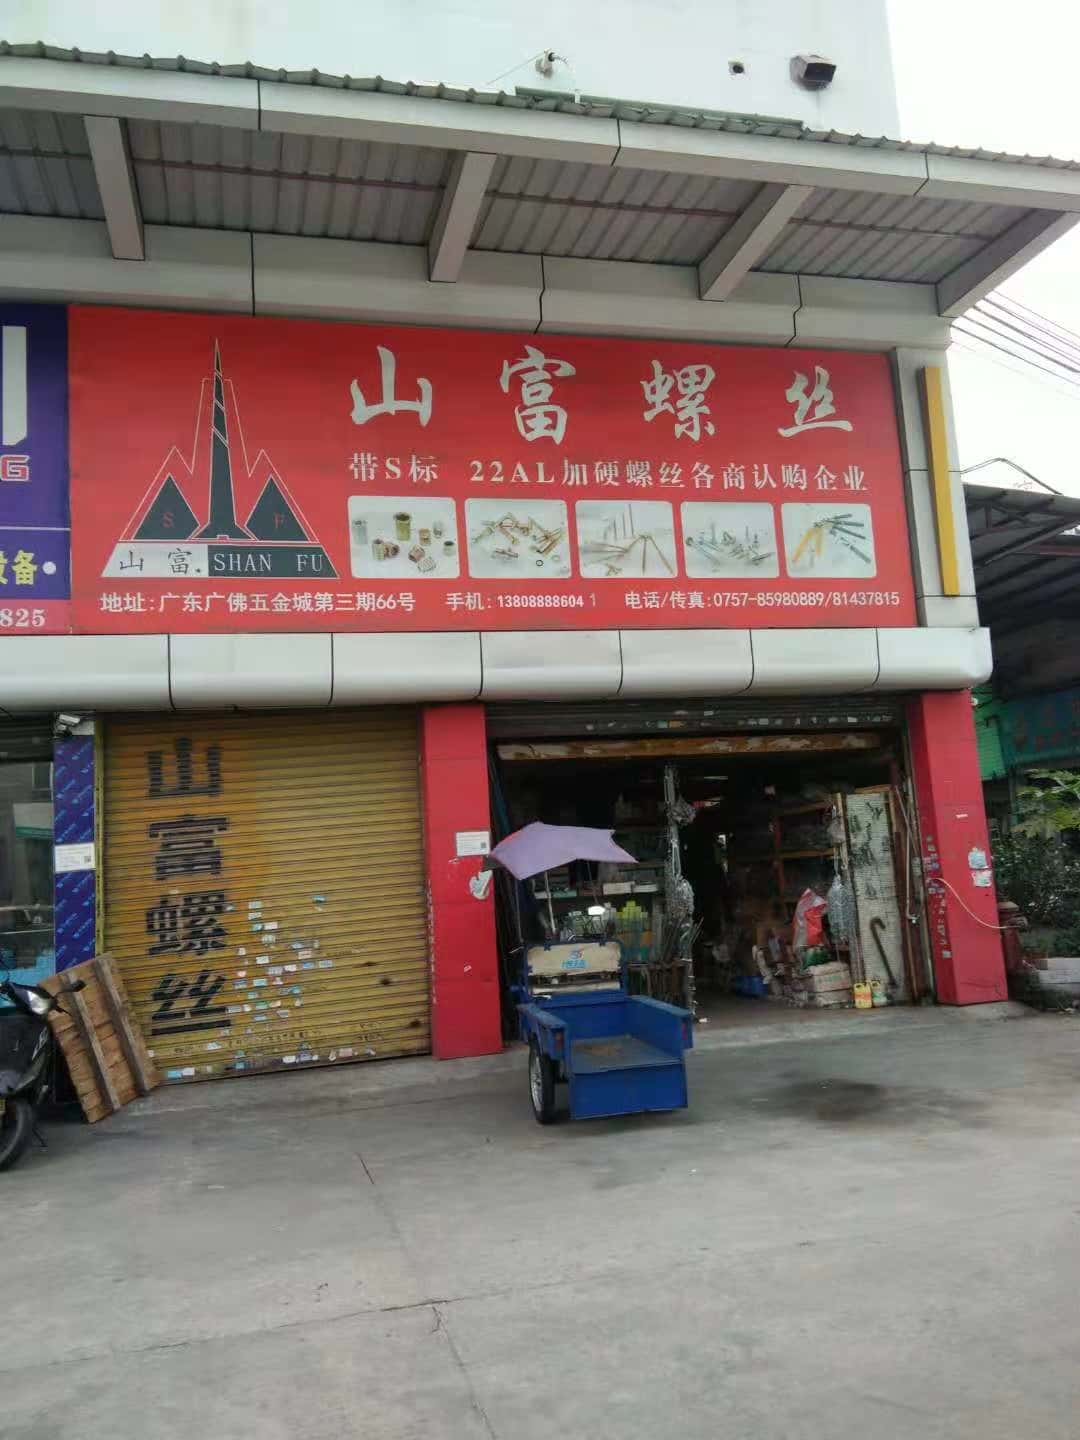 G
设备●
825
山富螺丝
带S标 22AL加硬螺丝各商认购企业
S F
山富. SHAN FU
地址:广东广佛五金城第三期66号 手机:13808888604 1 电话/传真:0757-85980889/81437815
山
富
螺
丝